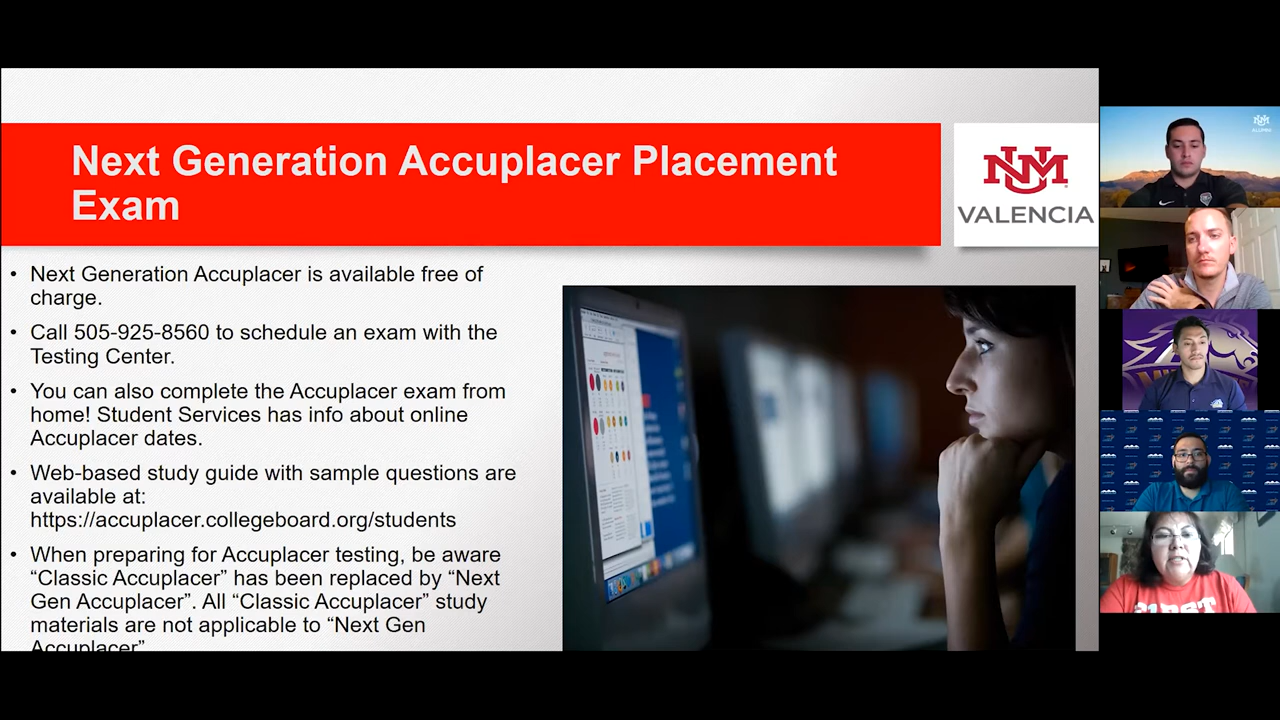 Next Generation Accuplacer Placement
Exam
UNM
VALENCIA
• Next Generation Accuplacer is available free of
charge.
• Call 505-925-8560 to schedule an exam with the
Testing Center.
• You can also complete the Accuplacer exam from
home! Student Services has info about online
Accuplacer dates.
• Web-based study guide with sample questions are
available at:
https://accuplacer.collegeboard.org/students
• When preparing for Accuplacer testing, be aware
“Classic Accuplacer” has been replaced by “Next
Gen Accuplacer”. All “Classic Accuplacer” study
materials are not applicable to “Next Gen
Accuplacer”
UNM
ALUMNI